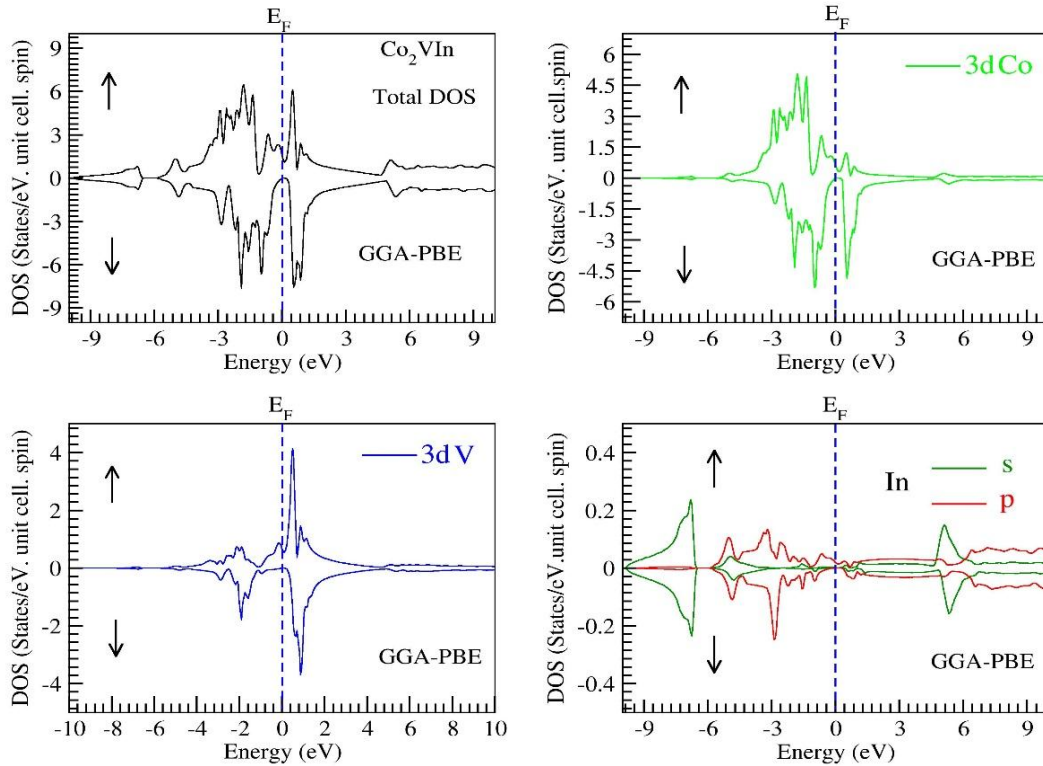 E_F
Co₂VIn
Total DOS
GGA-PBE
DOS (States/eV. unit cell.spin)
9
6
3
0
-3
-6
-9
-9 -6 -3 0 3 6 9
Energy (eV)
E_F
3d Co
GGA-PBE
DOS (States/eV. unit cell.spin)
6
4.5
3
1.5
0
-1.5
-3
-4.5
-6
-9 -6 -3 0 3 6 9
Energy (eV)
E_F
3d V
GGA-PBE
DOS (States/eV. unit cell. spin)
4
2
0
-2
-4
-10 -8 -6 -4 -2 0 2 4 6 8 10
Energy (eV)
E_F
In
s
p
GGA-PBE
DOS (States/eV.unit cell.spin)
0.4
0.2
0
-0.2
-0.4
-9 -6 -3 0 3 6 9
Energy (eV)